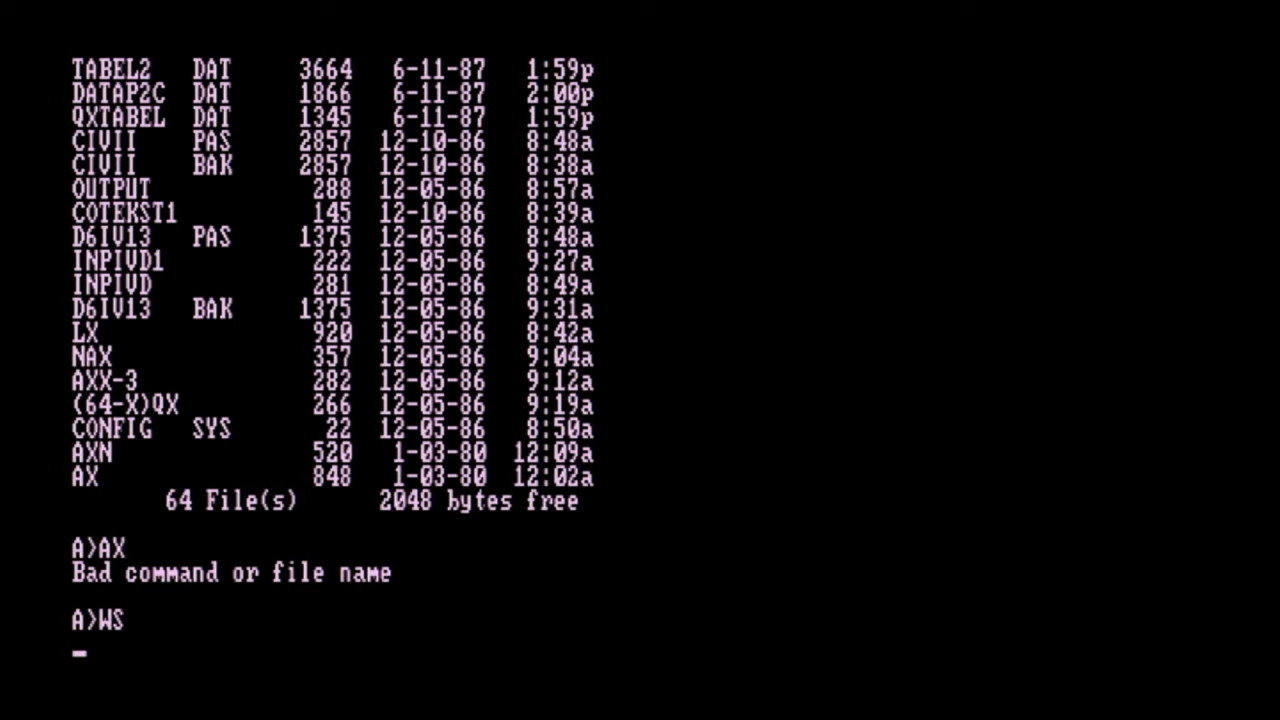 TABEL2   DAT     3664   6-11-87   1:59p
DATAP2C  DAT     1866   6-11-87   2:00p
QXTABEL  DAT     1345   6-11-87   1:59p
CIVII    PAS     2857  12-10-86   8:48a
CIVII    BAK     2857  12-10-86   8:38a
OUTPUT            288  12-05-86   8:57a
COTEKST1          145  12-10-86   8:39a
D6IV13   PAS     1375  12-05-86   8:48a
INPIVD1           222  12-05-86   9:27a
INPIVD            281  12-05-86   8:49a
D6IV13   BAK     1375  12-05-86   9:31a
LX                920  12-05-86   8:42a
NAX               357  12-05-86   9:04a
AXX-3             282  12-05-86   9:12a
(64-X)QX          266  12-05-86   9:19a
CONFIG   SYS       22  12-05-86   8:50a
AXN               520   1-03-80  12:09a
AX                848   1-03-80  12:02a
       64 File(s)      2048 bytes free
A>AX
Bad command or file name
A>WS